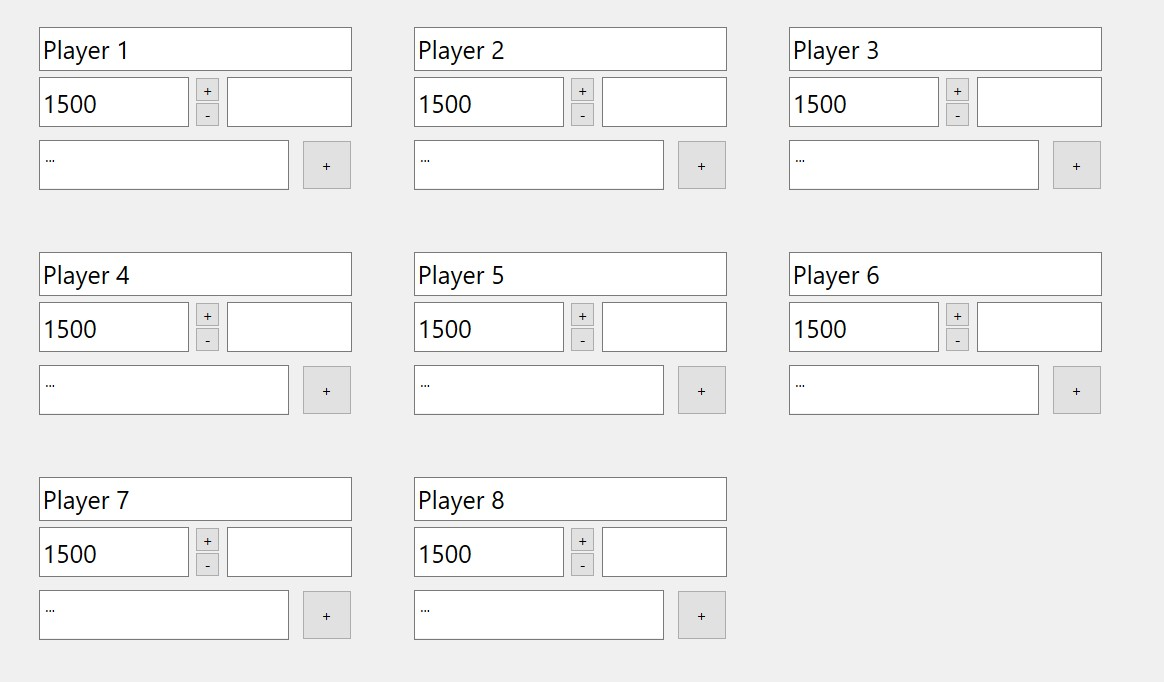 Player 1 Player 2 Player 3
1500 + - 1500 + - 1500 + -
... + ... + ... +
Player 4 Player 5 Player 6
1500 + - 1500 + - 1500 + -
... + ... + ... +
Player 7 Player 8
1500 + - 1500 + -
... + ... +